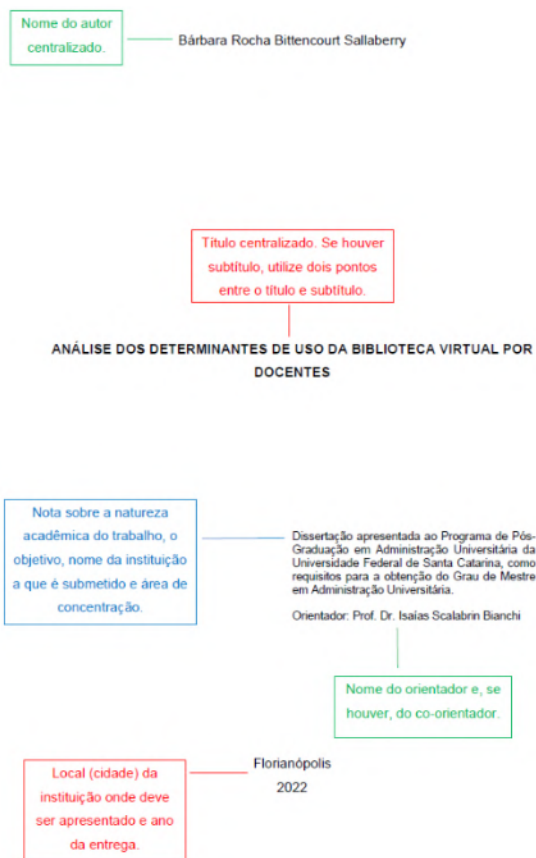 Nome do autor
centralizado.
Bárbara Rocha Bittencourt Sallaberry
Título centralizado. Se houver
subtítulo, utilize dois pontos
entre o título e subtítulo.
ANÁLISE DOS DETERMINANTES DE USO DA BIBLIOTECA VIRTUAL POR
DOCENTES
Nota sobre a natureza
acadêmica do trabalho, o
objetivo, nome da instituição
a que é submetido e área de
concentração.
Dissertação apresentada ao Programa de Pós-
Graduação em Administração Universitária da
Universidade Federal de Santa Catarina, como
requisitos para a obtenção do Grau de Mestre
em Administração Universitária.
Orientador: Prof. Dr. Isaías Scalabrin Bianchi
Nome do orientador e, se
houver, do co-orientador.
Local (cidade) da
instituição onde deve
ser apresentado e ano
da entrega.
Florianópolis
2022